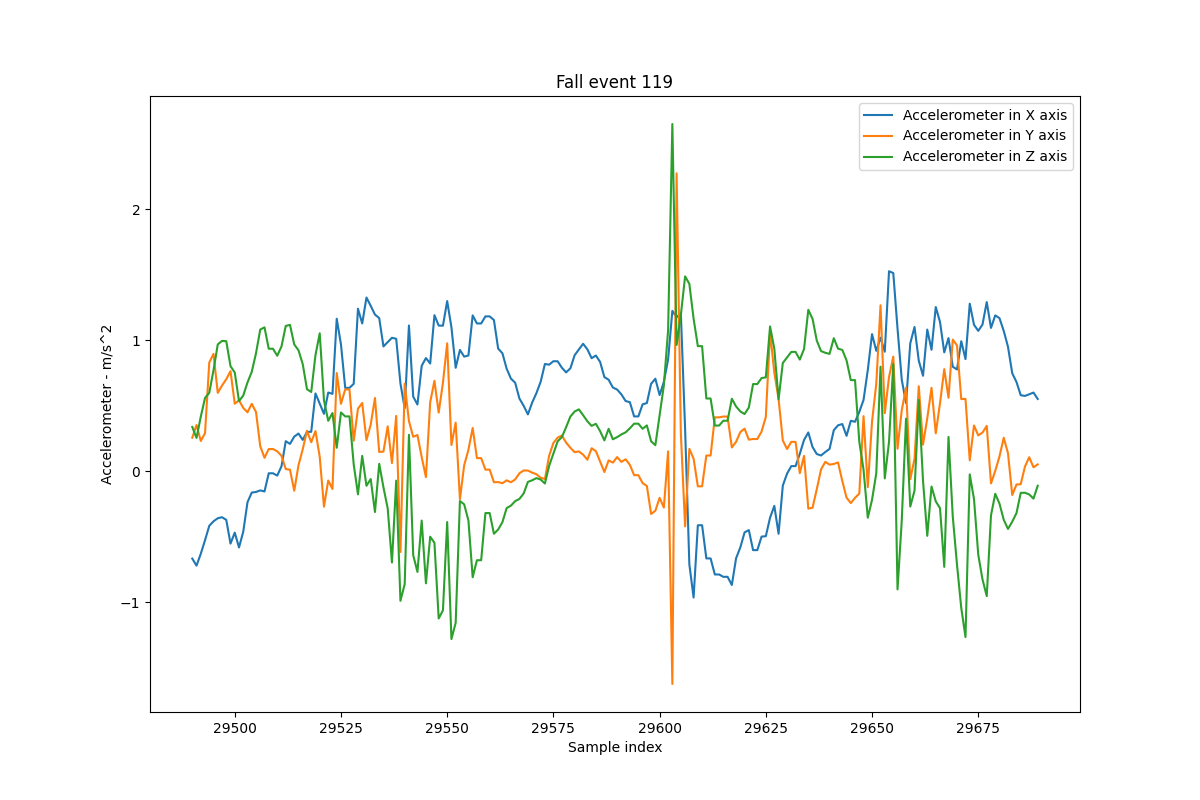 Fall event 119
Accelerometer in X axis
Accelerometer in Y axis
Accelerometer in Z axis
Accelerometer - m/s^2
2
1
0
−1
29500 29525 29550 29575 29600 29625 29650 29675
Sample index